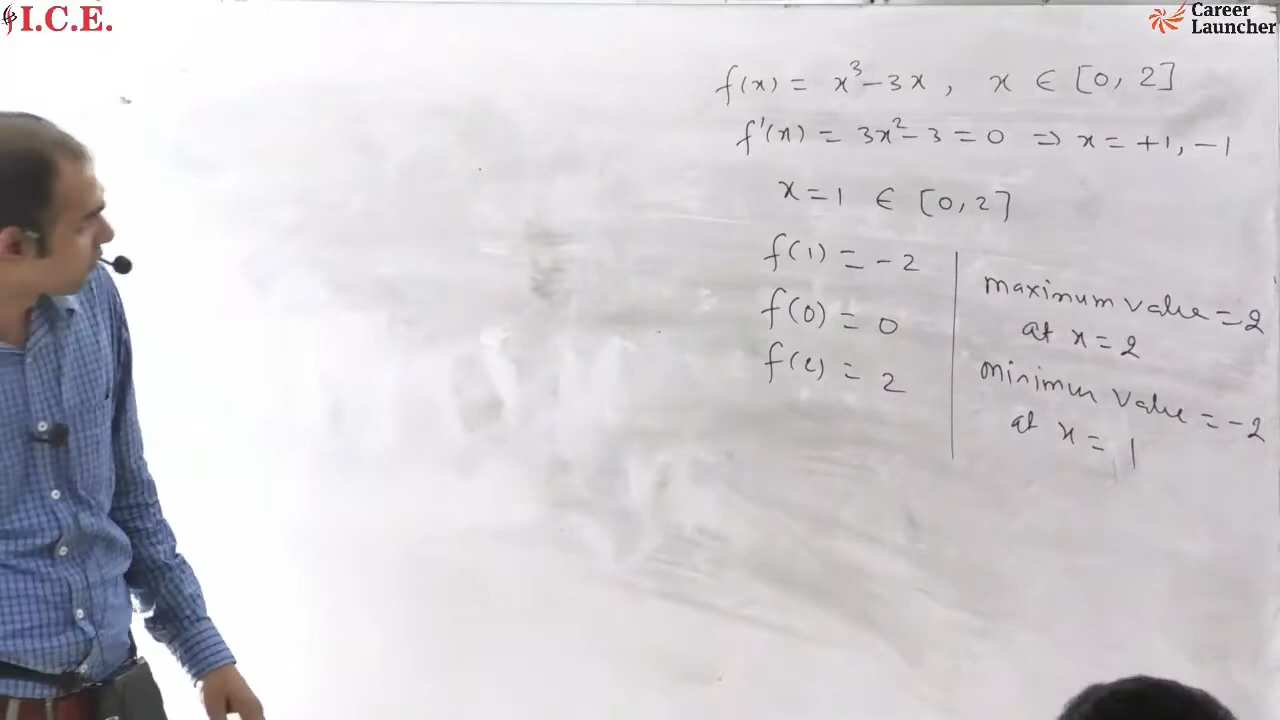 I.C.E.
Career
Launcher
f(x) = x³ - 3x , x ∈ [0, 2]
f'(x) = 3x² - 3 = 0 ⇒ x = +1, -1
x = 1 ∈ [0, 2]
f(1) = -2
f(0) = 0
f(2) = 2
maximum value = 2
at x = 2
minimum value = -2
at x = 1